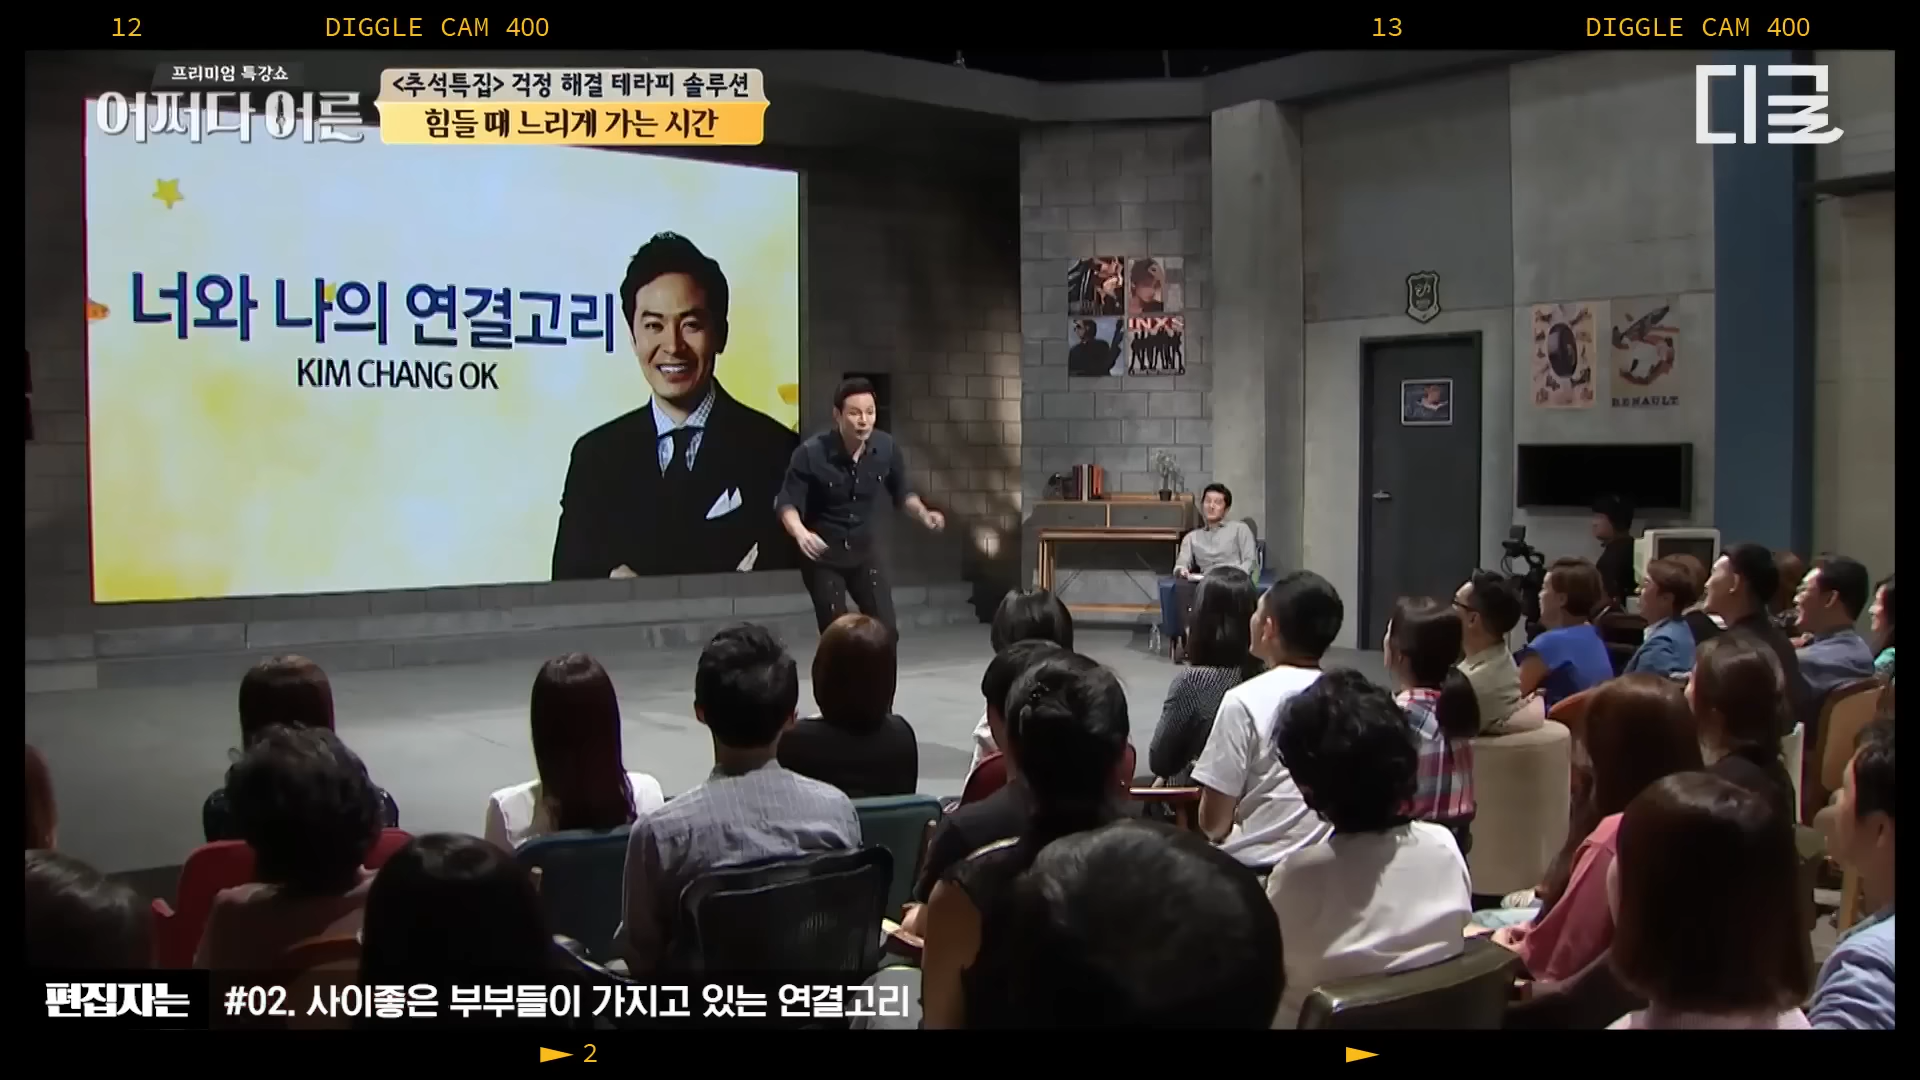 12
DIGGLE CAM 400
13
DIGGLE CAM 400
프리미엄 특강쇼
어쩌다 어른
<추석특집> 걱정 해결 테라피 솔루션
힘들 때 느리게 가는 시간
디글
너와 나의 연결고리
KIM CHANG OK
INXS
RENAULT
편집자는
#02. 사이좋은 부부들이 가지고 있는 연결고리
2